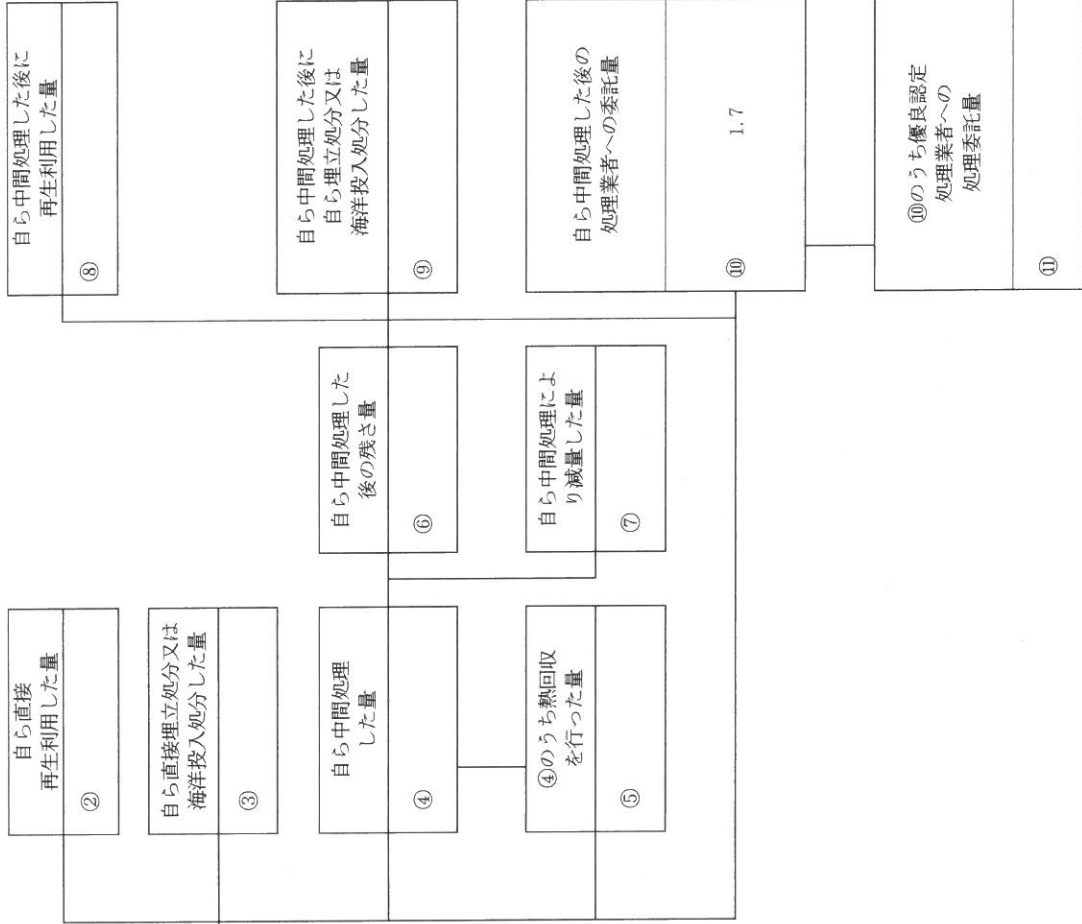 自ら直接
再生利用した量
②
自ら直接埋立処分又は
海洋投入処分した量
③
自ら中間処理
した量
④
④のうち熱回収
を行った量
⑤
自ら中間処理した
後の残さ量
⑥
自ら中間処理によ
り減量した量
⑦
自ら中間処理した後に
再生利用した量
⑧
自ら中間処理した後に
自ら埋立処分又は
海洋投入処分した量
⑨
自ら中間処理した後の
処理業者への委託量
⑩
1.7
⑩のうち優良認定
処理業者への
処理委託量
⑪